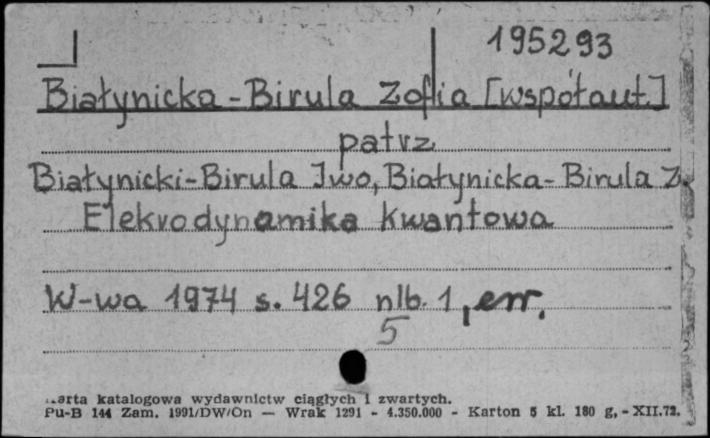 195293
Białynicka-Birula Zofia [współaut.]
patrz
Białynicki-Birula Iwo, Białynicka-Birula Z.
Elekrodynamika Kwantowa
W-wa 1974 s. 426 nlb. 1, err.
5
Karta katalogowa wydawnictw ciągłych i zwartych.
Pu-B 144 Zam. 1991/DW/On — Wrak 1291 - 4.350.000 - Karton 5 kl. 180 g. - XII.72.